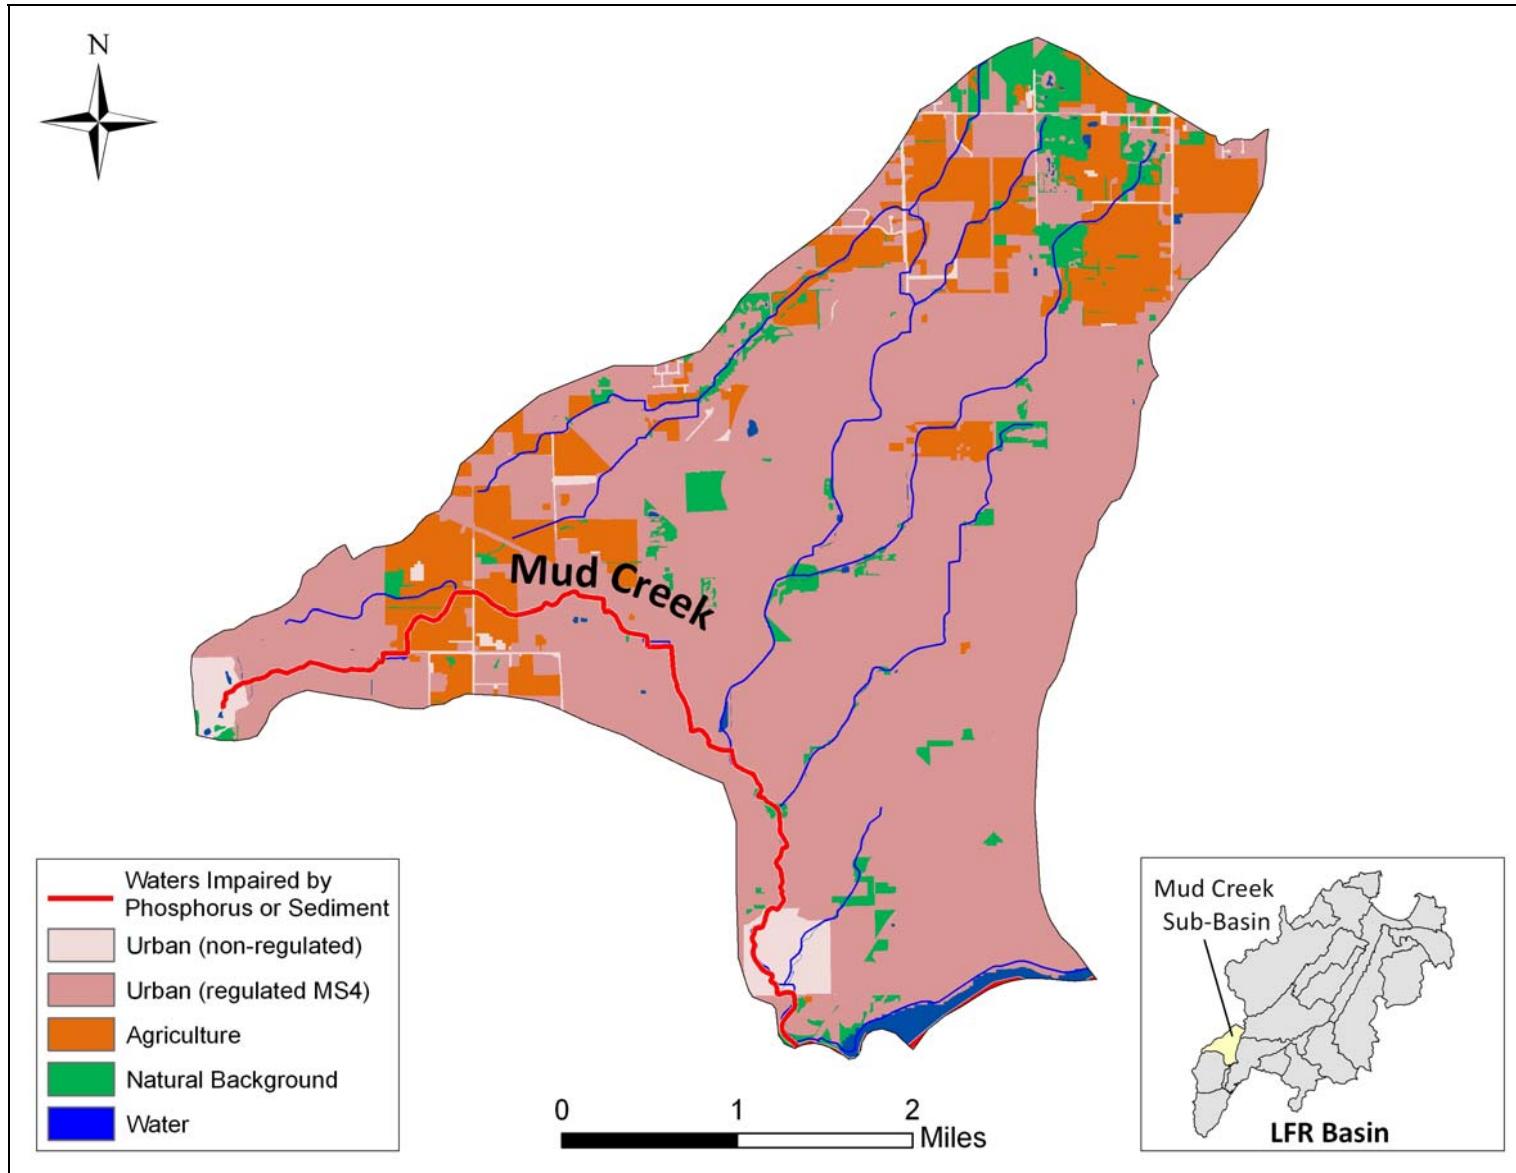 N
Mud Creek
Waters Impaired by
Phosphorus or Sediment
Urban (non-regulated)
Urban (regulated MS4)
Agriculture
Natural Background
Water
0 1 2
Miles
Mud Creek
Sub-Basin
LFR Basin